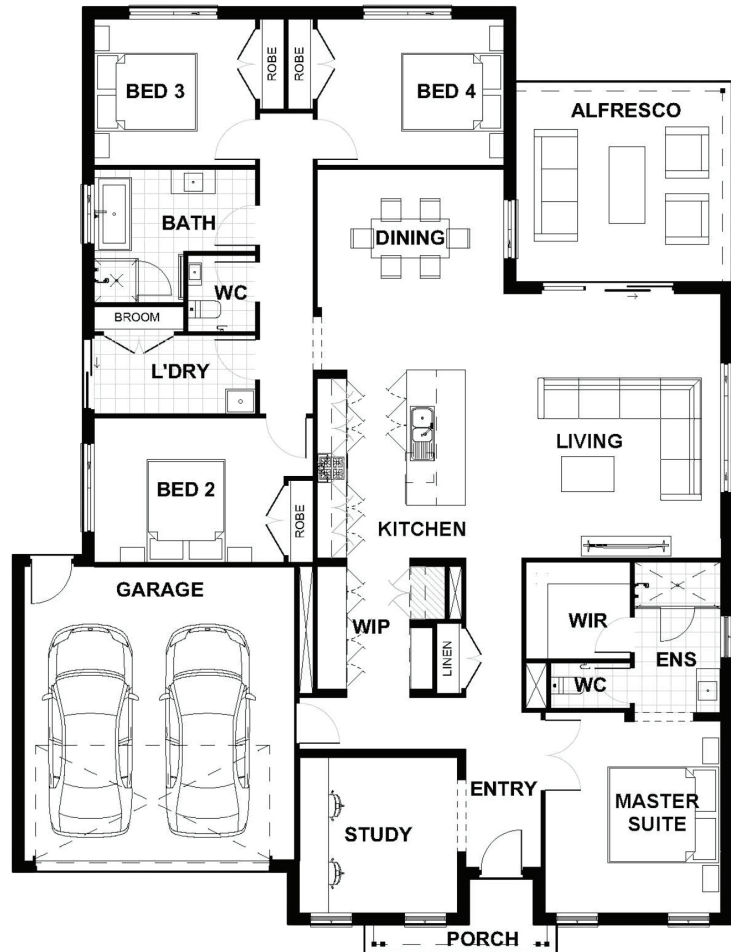 BED 3
ROBE
ROBE
BED 4
ALFRESCO
BATH
DINING
WC
BROOM
L'DRY
LIVING
BED 2
ROBE
KITCHEN
GARAGE
WIP
LINEN
WIR
ENS
WC
ENTRY
MASTER
SUITE
STUDY
PORCH